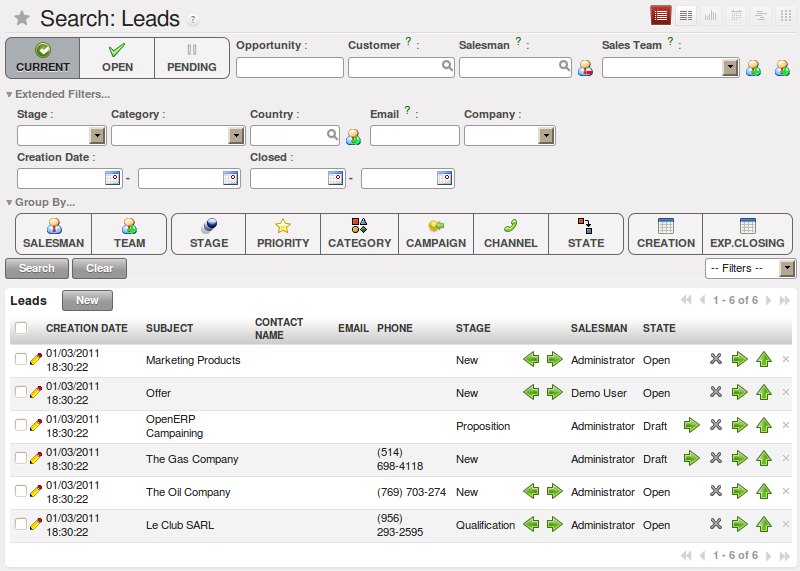 Search: Leads ?
CURRENT OPEN PENDING
Opportunity : Customer ? : Salesman ? : Sales Team ? :
Extended Filters...
Stage : Category : Country : Email ? : Company :
Creation Date : Closed :
- -
Group By...
SALESMAN TEAM STAGE PRIORITY CATEGORY CAMPAIGN CHANNEL STATE CREATION EXP.CLOSING
Search Clear -- Filters --
Leads New 1 - 6 of 6
CREATION DATE SUBJECT CONTACT NAME EMAIL PHONE STAGE SALESMAN STATE
01/03/2011 18:30:22 Marketing Products New Administrator Open
01/03/2011 18:30:22 Offer New Demo User Open
01/03/2011 18:30:22 OpenERP Campaining Proposition Administrator Draft
01/03/2011 18:30:22 The Gas Company (514) 698-4118 New Administrator Draft
01/03/2011 18:30:22 The Oil Company (769) 703-274 New Administrator Open
01/03/2011 18:30:22 Le Club SARL (956) 293-2595 Qualification Administrator Open
1 - 6 of 6